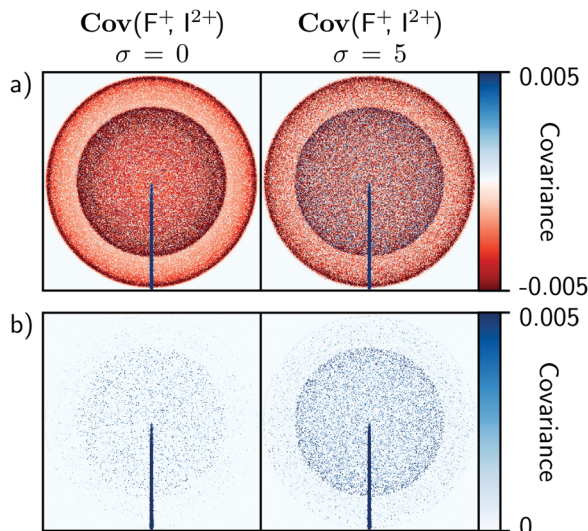 Cov(F⁺, I²⁺) Cov(F⁺, I²⁺)
σ = 0 σ = 5
a) 0.005
Covariance
-0.005
b) 0.005
Covariance
0